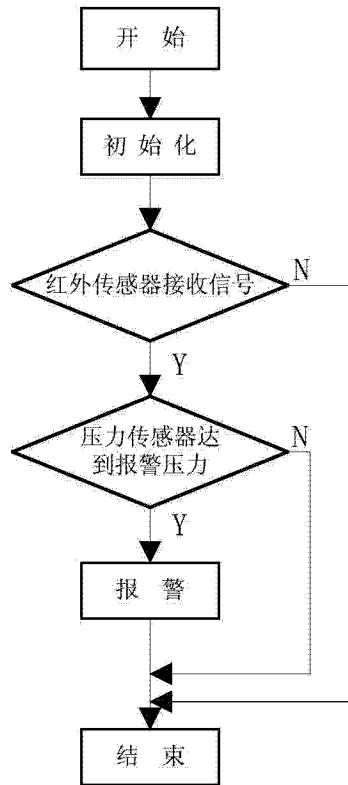 开 始
初 始 化
红外传感器接收信号
N
Y
压力传感器达
到报警压力
N
Y
报 警
结 束